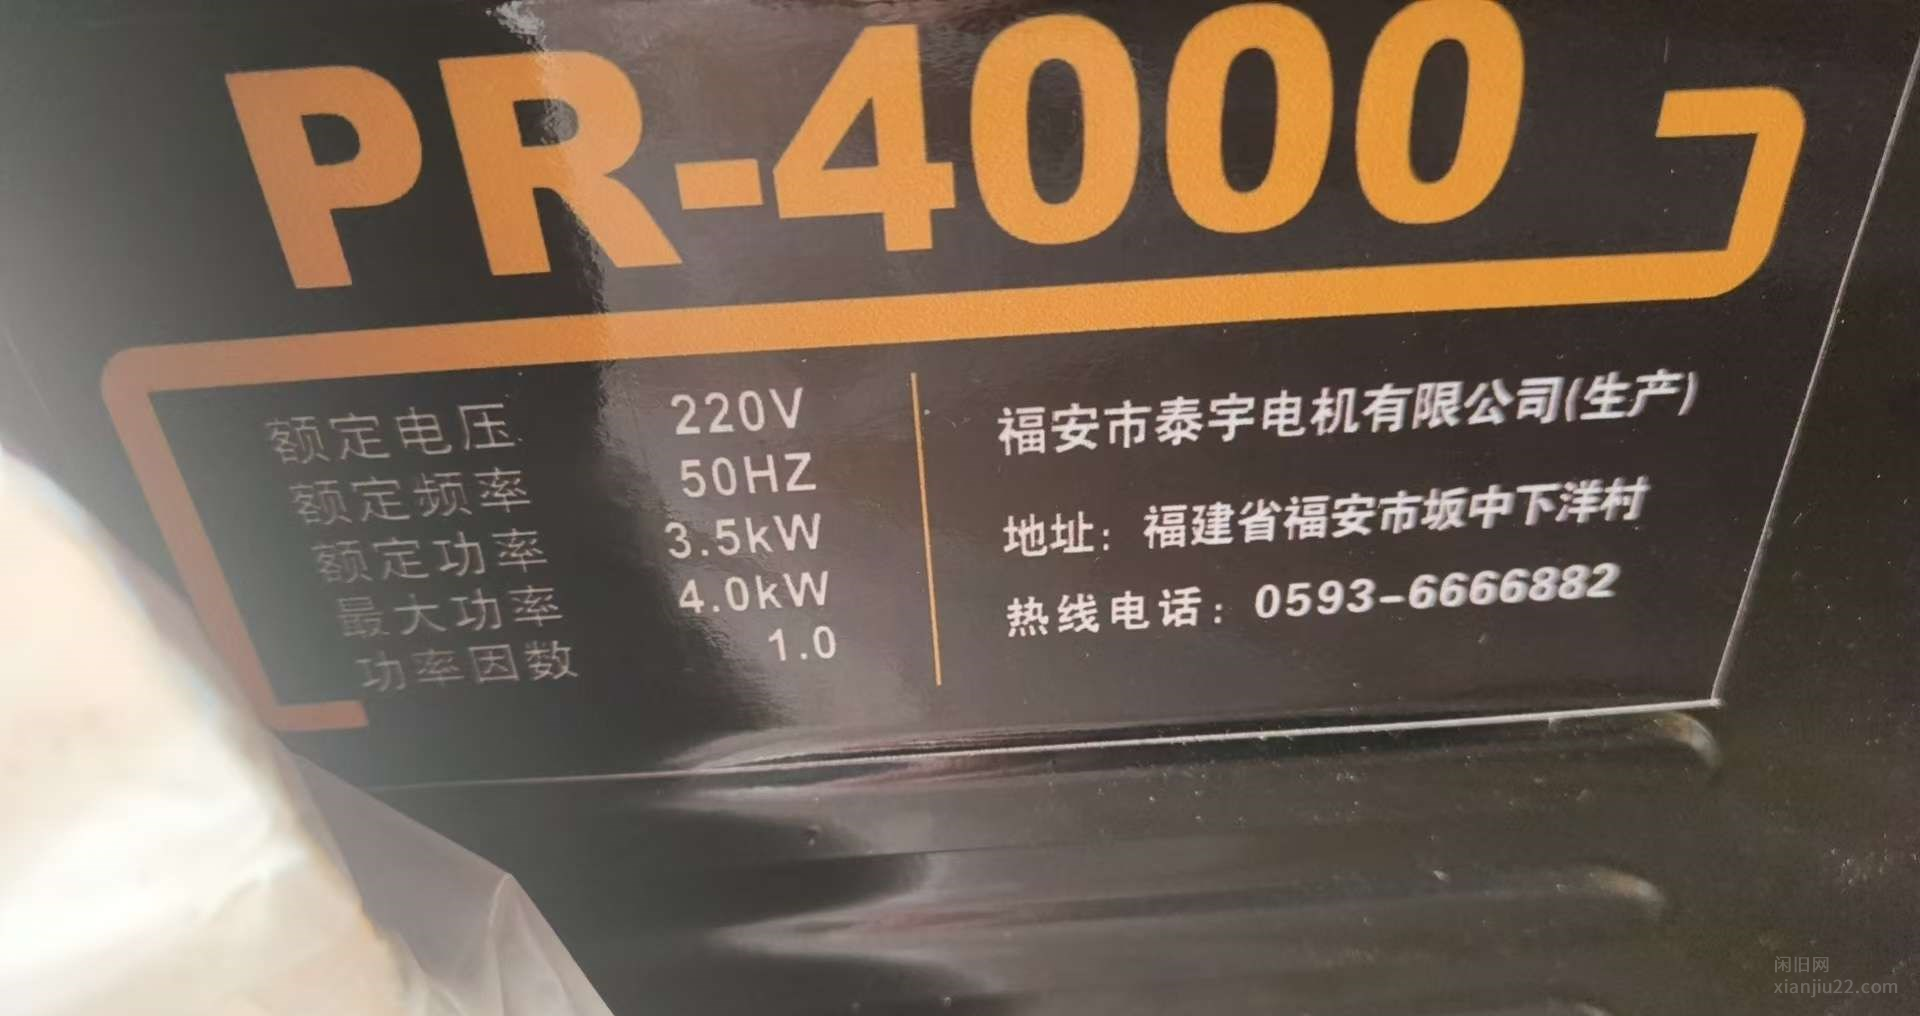 PR-4000
额定电压 220V
额定频率 50HZ
额定功率 3.5kW
最大功率 4.0kW
功率因数 1.0
福安市泰宇电机有限公司(生产)
地址：福建省福安市坂中下洋村
热线电话：0593-6666882
闲旧网
xianjiu22.com